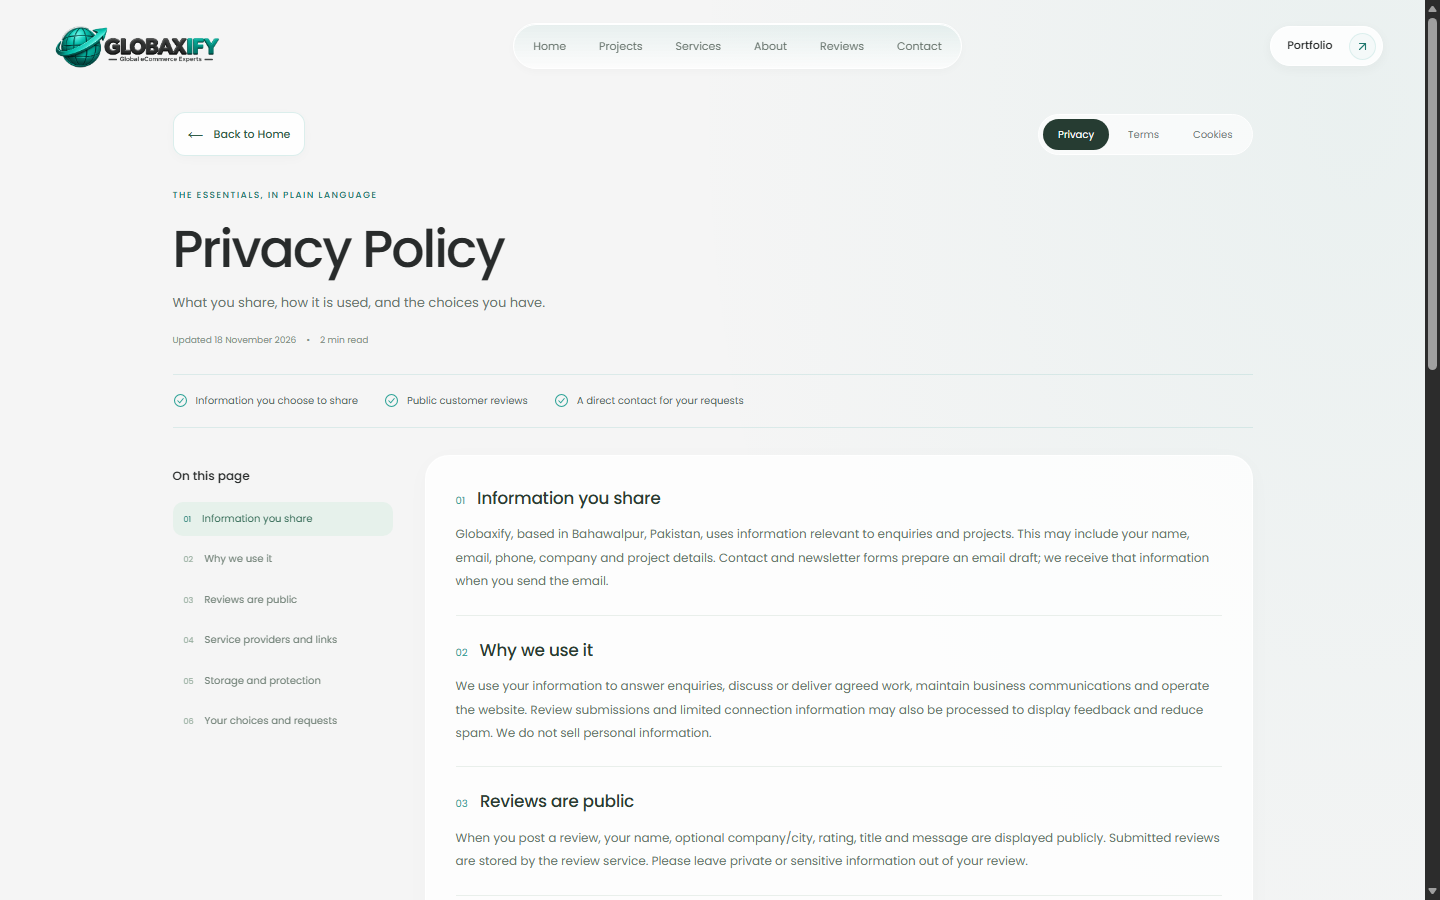 GLOBAXIFY
Global eCommerce Experts
Home Projects Services About Reviews Contact
Portfolio
Back to Home
Privacy Terms Cookies
THE ESSENTIALS, IN PLAIN LANGUAGE
Privacy Policy
What you share, how it is used, and the choices you have.
Updated 18 November 2026 • 2 min read
Information you choose to share Public customer reviews A direct contact for your requests
On this page
01 Information you share
02 Why we use it
03 Reviews are public
04 Service providers and links
05 Storage and protection
06 Your choices and requests
01 Information you share
Globaxify, based in Bahawalpur, Pakistan, uses information relevant to enquiries and projects. This may include your name,
email, phone, company and project details. Contact and newsletter forms prepare an email draft; we receive that information
when you send the email.
02 Why we use it
We use your information to answer enquiries, discuss or deliver agreed work, maintain business communications and operate
the website. Review submissions and limited connection information may also be processed to display feedback and reduce
spam. We do not sell personal information.
03 Reviews are public
When you post a review, your name, optional company/city, rating, title and message are displayed publicly. Submitted reviews
are stored by the review service. Please leave private or sensitive information out of your review.